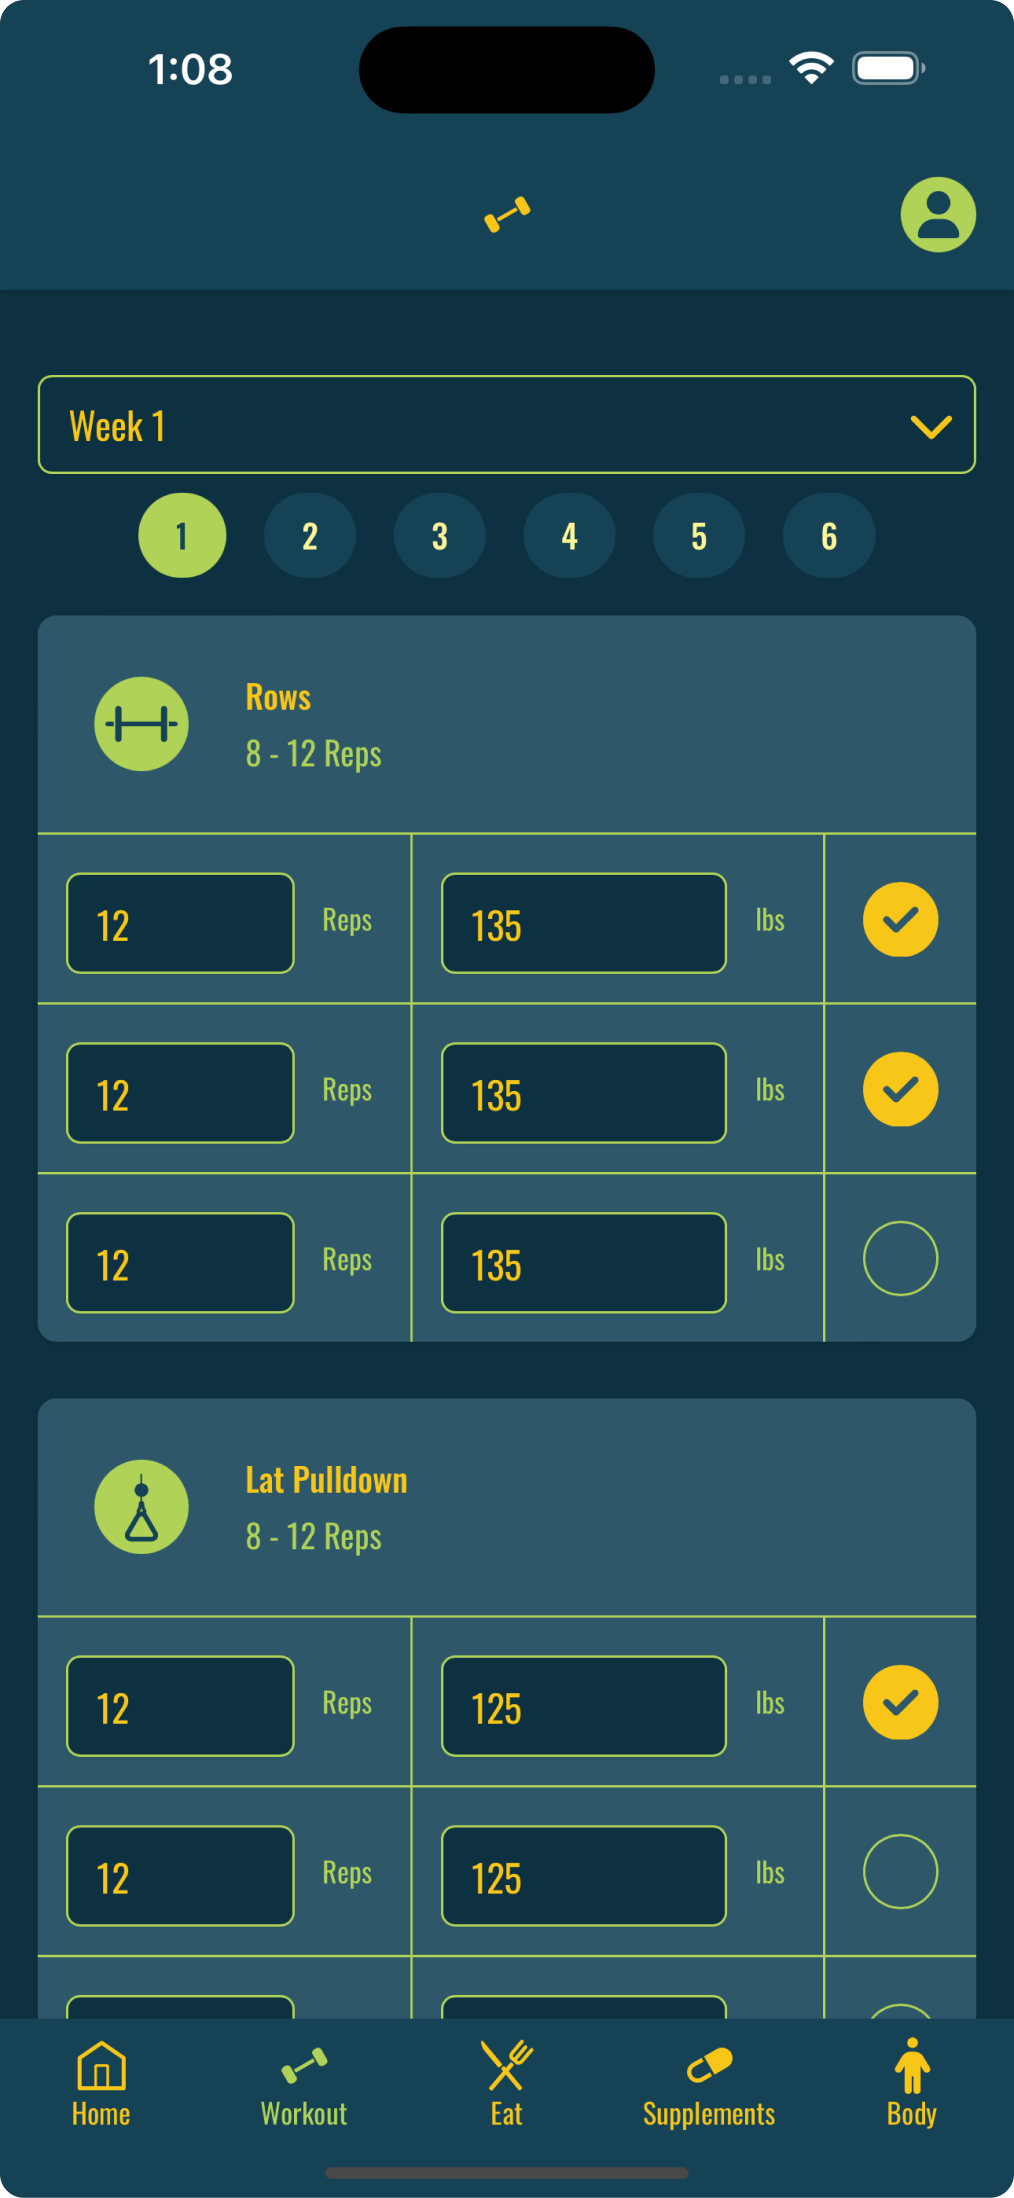 1:08
Week 1
1 2 3 4 5 6
Rows
8 - 12 Reps
12 Reps 135 lbs
12 Reps 135 lbs
12 Reps 135 lbs
Lat Pulldown
8 - 12 Reps
12 Reps 125 lbs
12 Reps 125 lbs
Home Workout Eat Supplements Body